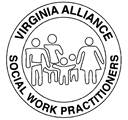 VIRGINIA ALLIANCE
SOCIAL WORK PRACTITIONERS